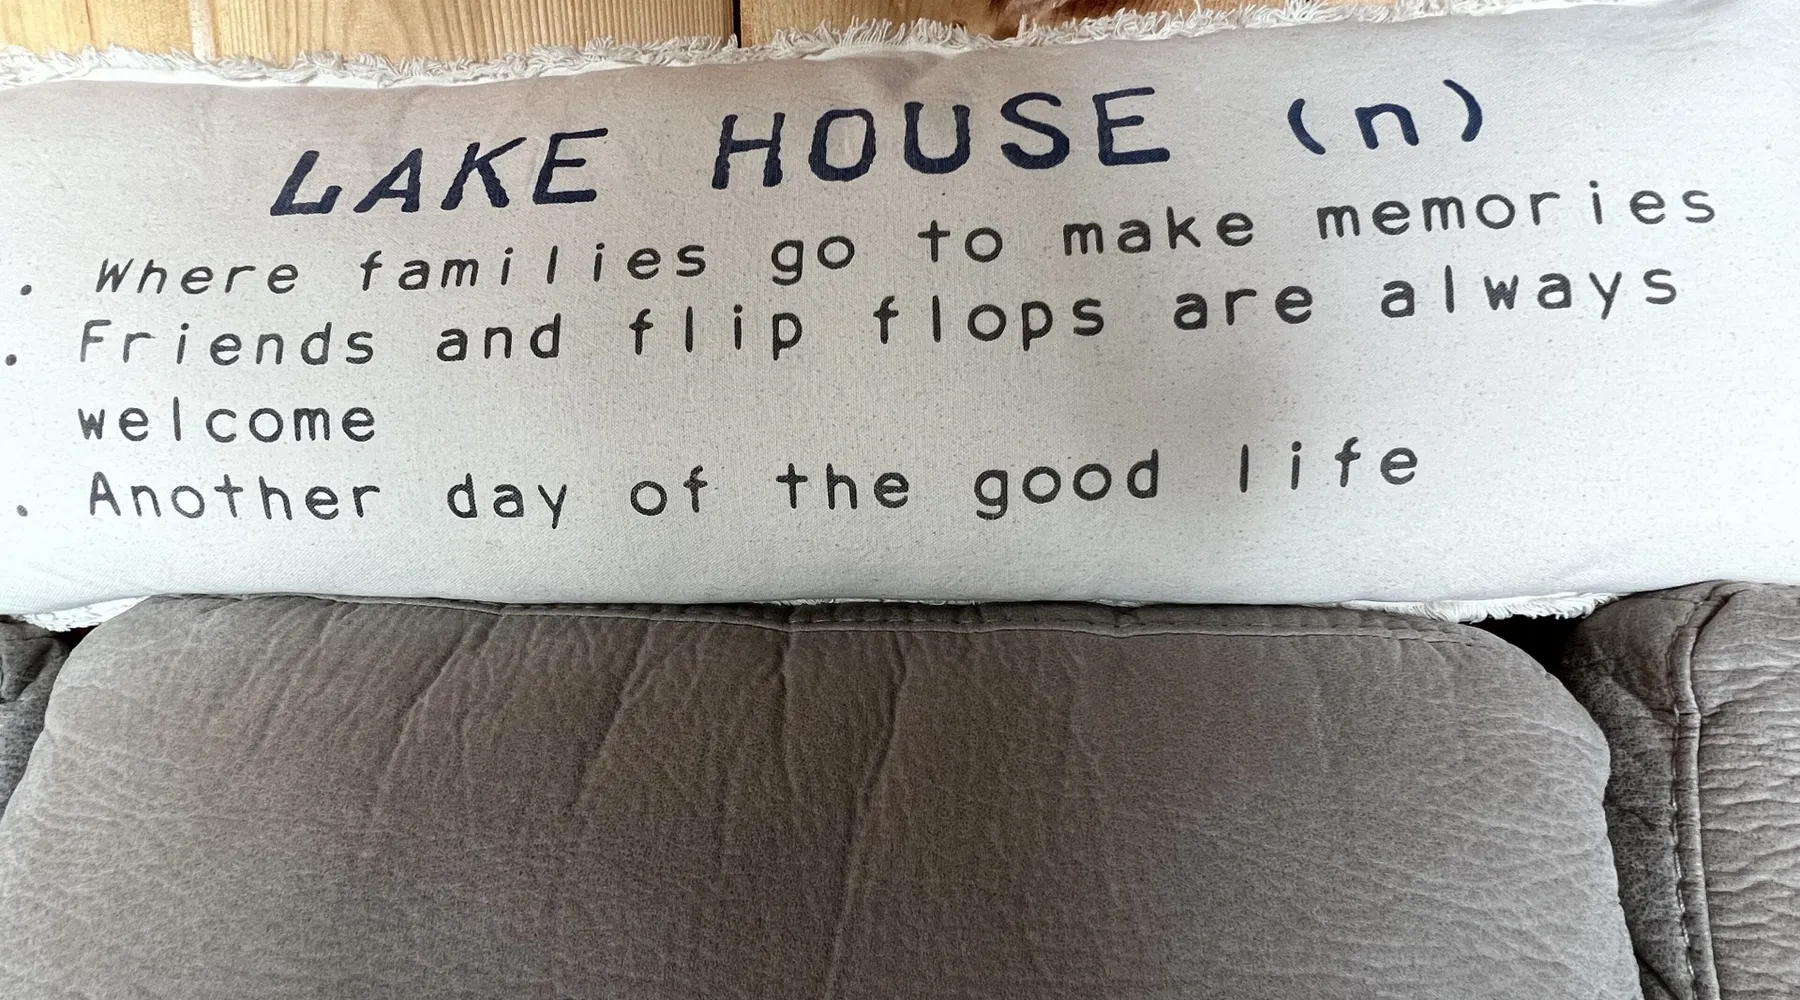 LAKE HOUSE (n)
. Where families go to make memories
. Friends and flip flops are always
welcome
. Another day of the good life